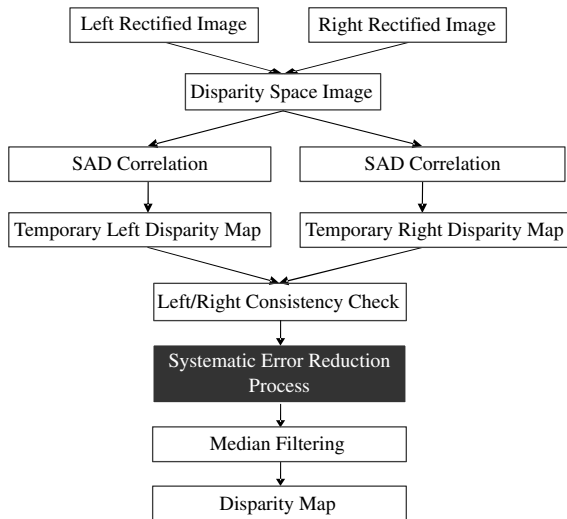 Left Rectified Image
Right Rectified Image
Disparity Space Image
SAD Correlation
SAD Correlation
Temporary Left Disparity Map
Temporary Right Disparity Map
Left/Right Consistency Check
Systematic Error Reduction
Process
Median Filtering
Disparity Map